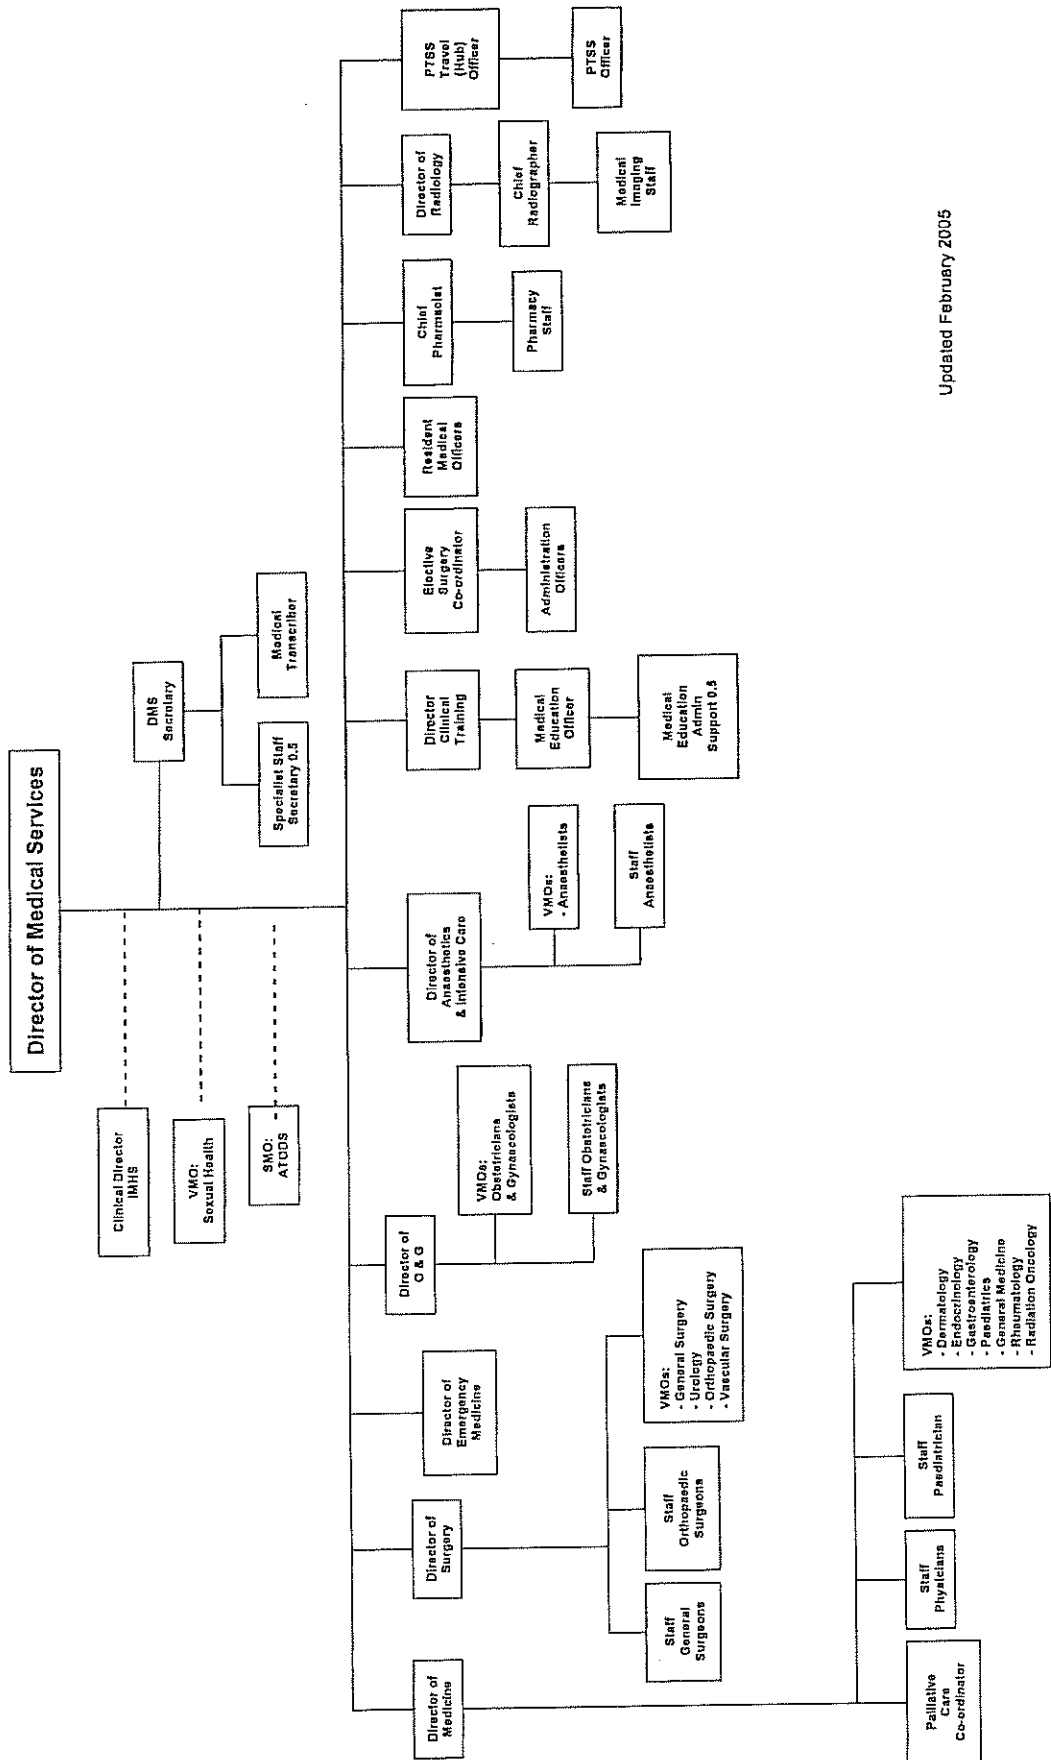 Director of Medical Services
Clinical Director
IMHS
VMO:
Sexual Health
SMO:
ATODS
DMS
Secretary
Specialist Staff
Secretary 0.5
Medical
Transcriber
Director of
Medicine
Director of
Surgery
Director of
Emergency
Medicine
Director of
O & G
Director of
Anaesthetics
& Intensive Care
Director
Clinical
Training
Elective
Surgery
Co-ordinator
Resident
Medical
Officers
Chief
Pharmacist
Director of
Radiology
PTSS
Travel
(Hub)
Officer
VMOs:
Obstetricians
& Gynaecologists
Staff Obstetricians
& Gynaecologists
VMOs:
- Anaesthetists
Staff
Anaesthetists
Medical
Education
Officer
Medical
Education
Admin
Support 0.5
Administration
Officers
Pharmacy
Staff
Chief
Radiographer
Medical
Imaging
Staff
PTSS
Officer
Staff
General
Surgeons
Staff
Orthopaedic
Surgeons
VMOs:
- General Surgery
- Urology
- Orthopaedic Surgery
- Vascular Surgery
Palliative
Care
Co-ordinator
Staff
Physicians
Staff
Paediatrician
VMOs:
- Dermatology
- Endocrinology
- Gastroenterology
- Paediatrics
- General Medicine
- Rheumatology
- Radiation Oncology
Updated February 2005